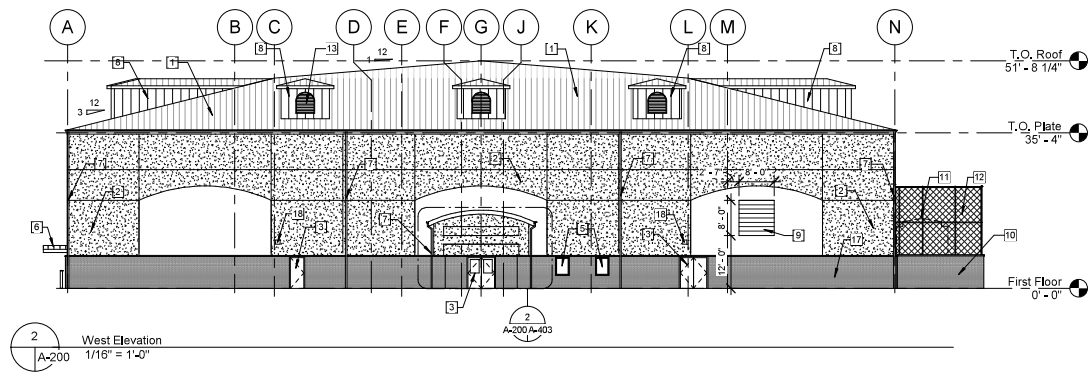 A B C D E F G J K L M N
8 13 12 1 1 8 8
8 1
T.O. Roof
51' - 8 1/4"
12
3
T.O. Plate
35' - 4"
7 7 2 7 2' - 7" 8' - 0" 7
2 2 11 12
18 3 7 18 8' - 0"
6 5 3 9 12' - 0" 17 10
3
First Floor
0' - 0"
2
A-200 A-403
2
A-200
West Elevation
1/16" = 1'-0"